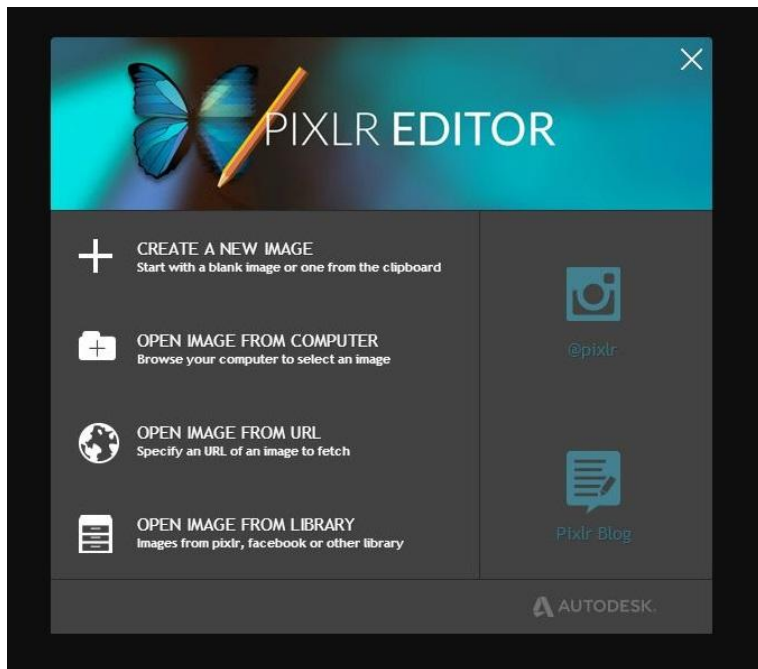 PIXLR EDITOR
CREATE A NEW IMAGE
Start with a blank image or one from the clipboard
OPEN IMAGE FROM COMPUTER
Browse your computer to select an image
OPEN IMAGE FROM URL
Specify an URL of an image to fetch
OPEN IMAGE FROM LIBRARY
Images from pixlr, facebook or other library
@pixlr
Pixlr Blog
AUTODESK.